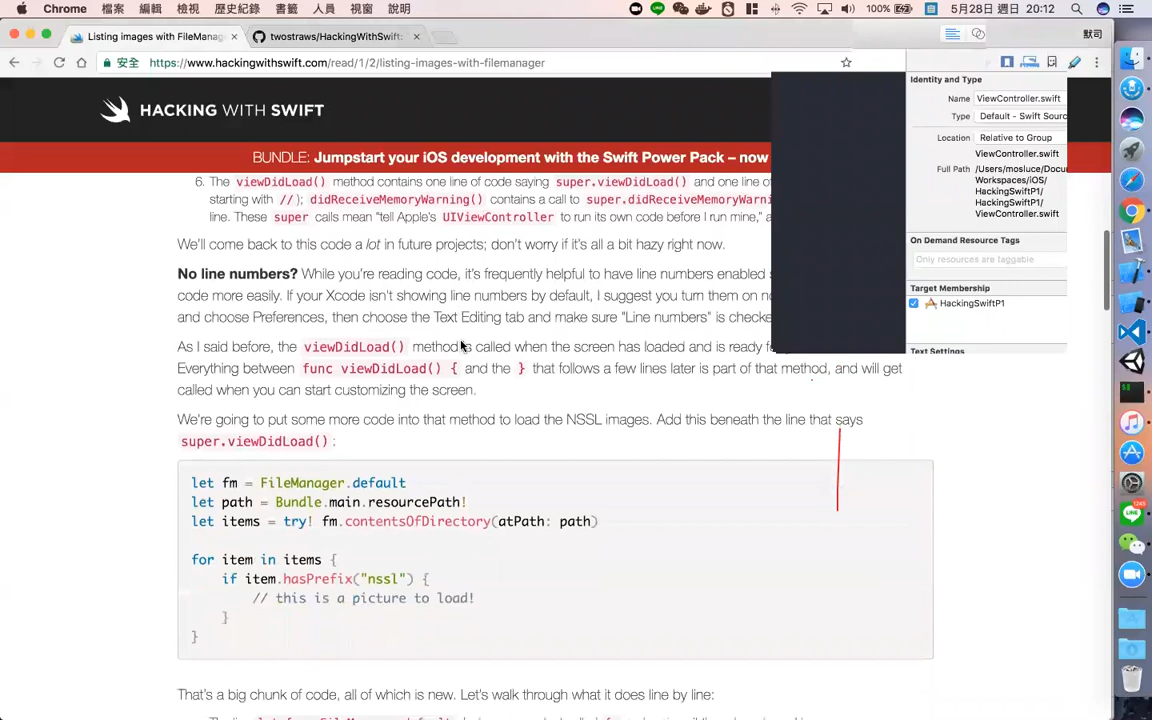 Chrome 檔案 編輯 檢視 歷史紀錄 書籤 人員 視窗 說明 100% 5月28日 週日 20:12
Listing images with FileManage
twostraws/HackingWithSwift:
默司
安全 https://www.hackingwithswift.com/read/1/2/listing-images-with-filemanager
HACKING WITH SWIFT
BUNDLE: Jumpstart your iOS development with the Swift Power Pack – now
6. The viewDidLoad() method contains one line of code saying super.viewDidLoad() and one line of
starting with //); didReceiveMemoryWarning() contains a call to super.didReceiveMemoryWarni
line. These super calls mean “tell Apple's UIViewController to run its own code before I run mine,” a
We'll come back to this code a lot in future projects; don't worry if it's all a bit hazy right now.
No line numbers? While you're reading code, it's frequently helpful to have line numbers enabled s
code more easily. If your Xcode isn't showing line numbers by default, I suggest you turn them on no
and choose Preferences, then choose the Text Editing tab and make sure “Line numbers” is checke
As I said before, the viewDidLoad() method is called when the screen has loaded and is ready f
Everything between func viewDidLoad() { and the } that follows a few lines later is part of that method, and will get
called when you can start customizing the screen.
We're going to put some more code into that method to load the NSSL images. Add this beneath the line that says
super.viewDidLoad() :
let fm = FileManager.default
let path = Bundle.main.resourcePath!
let items = try! fm.contentsOfDirectory(atPath: path)
for item in items {
if item.hasPrefix("nssl") {
// this is a picture to load!
}
}
That's a big chunk of code, all of which is new. Let's walk through what it does line by line:
Identity and Type
Name ViewController.swift
Type Default - Swift Sourc
Location Relative to Group
ViewController.swift
Full Path /Users/mosluce/Docu
Workspaces/iOS/
HackingSwiftP1/
HackingSwiftP1/
ViewController.swift
On Demand Resource Tags
Only resources are taggable
Target Membership
HackingSwiftP1
Text Settings